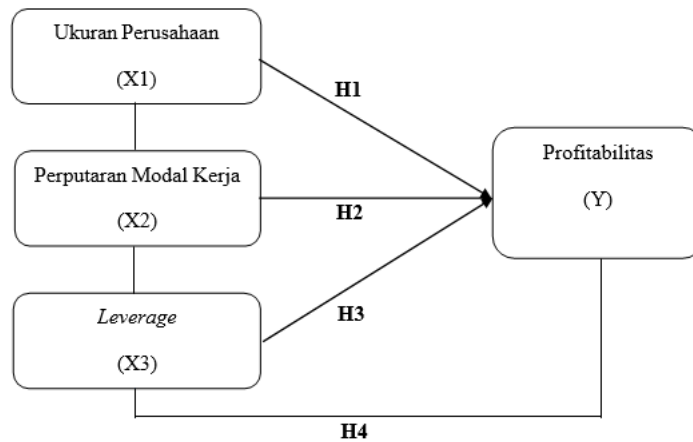 Ukuran Perusahaan
(X1)
H1
Perputaran Modal Kerja
(X2)
H2
Profitabilitas
(Y)
Leverage
(X3)
H3
H4